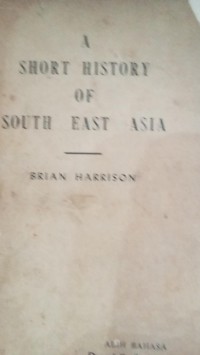 A
SHORT HISTORY
OF
SOUTH EAST ASIA
BRIAN HARRISON
ALIH BAHASA